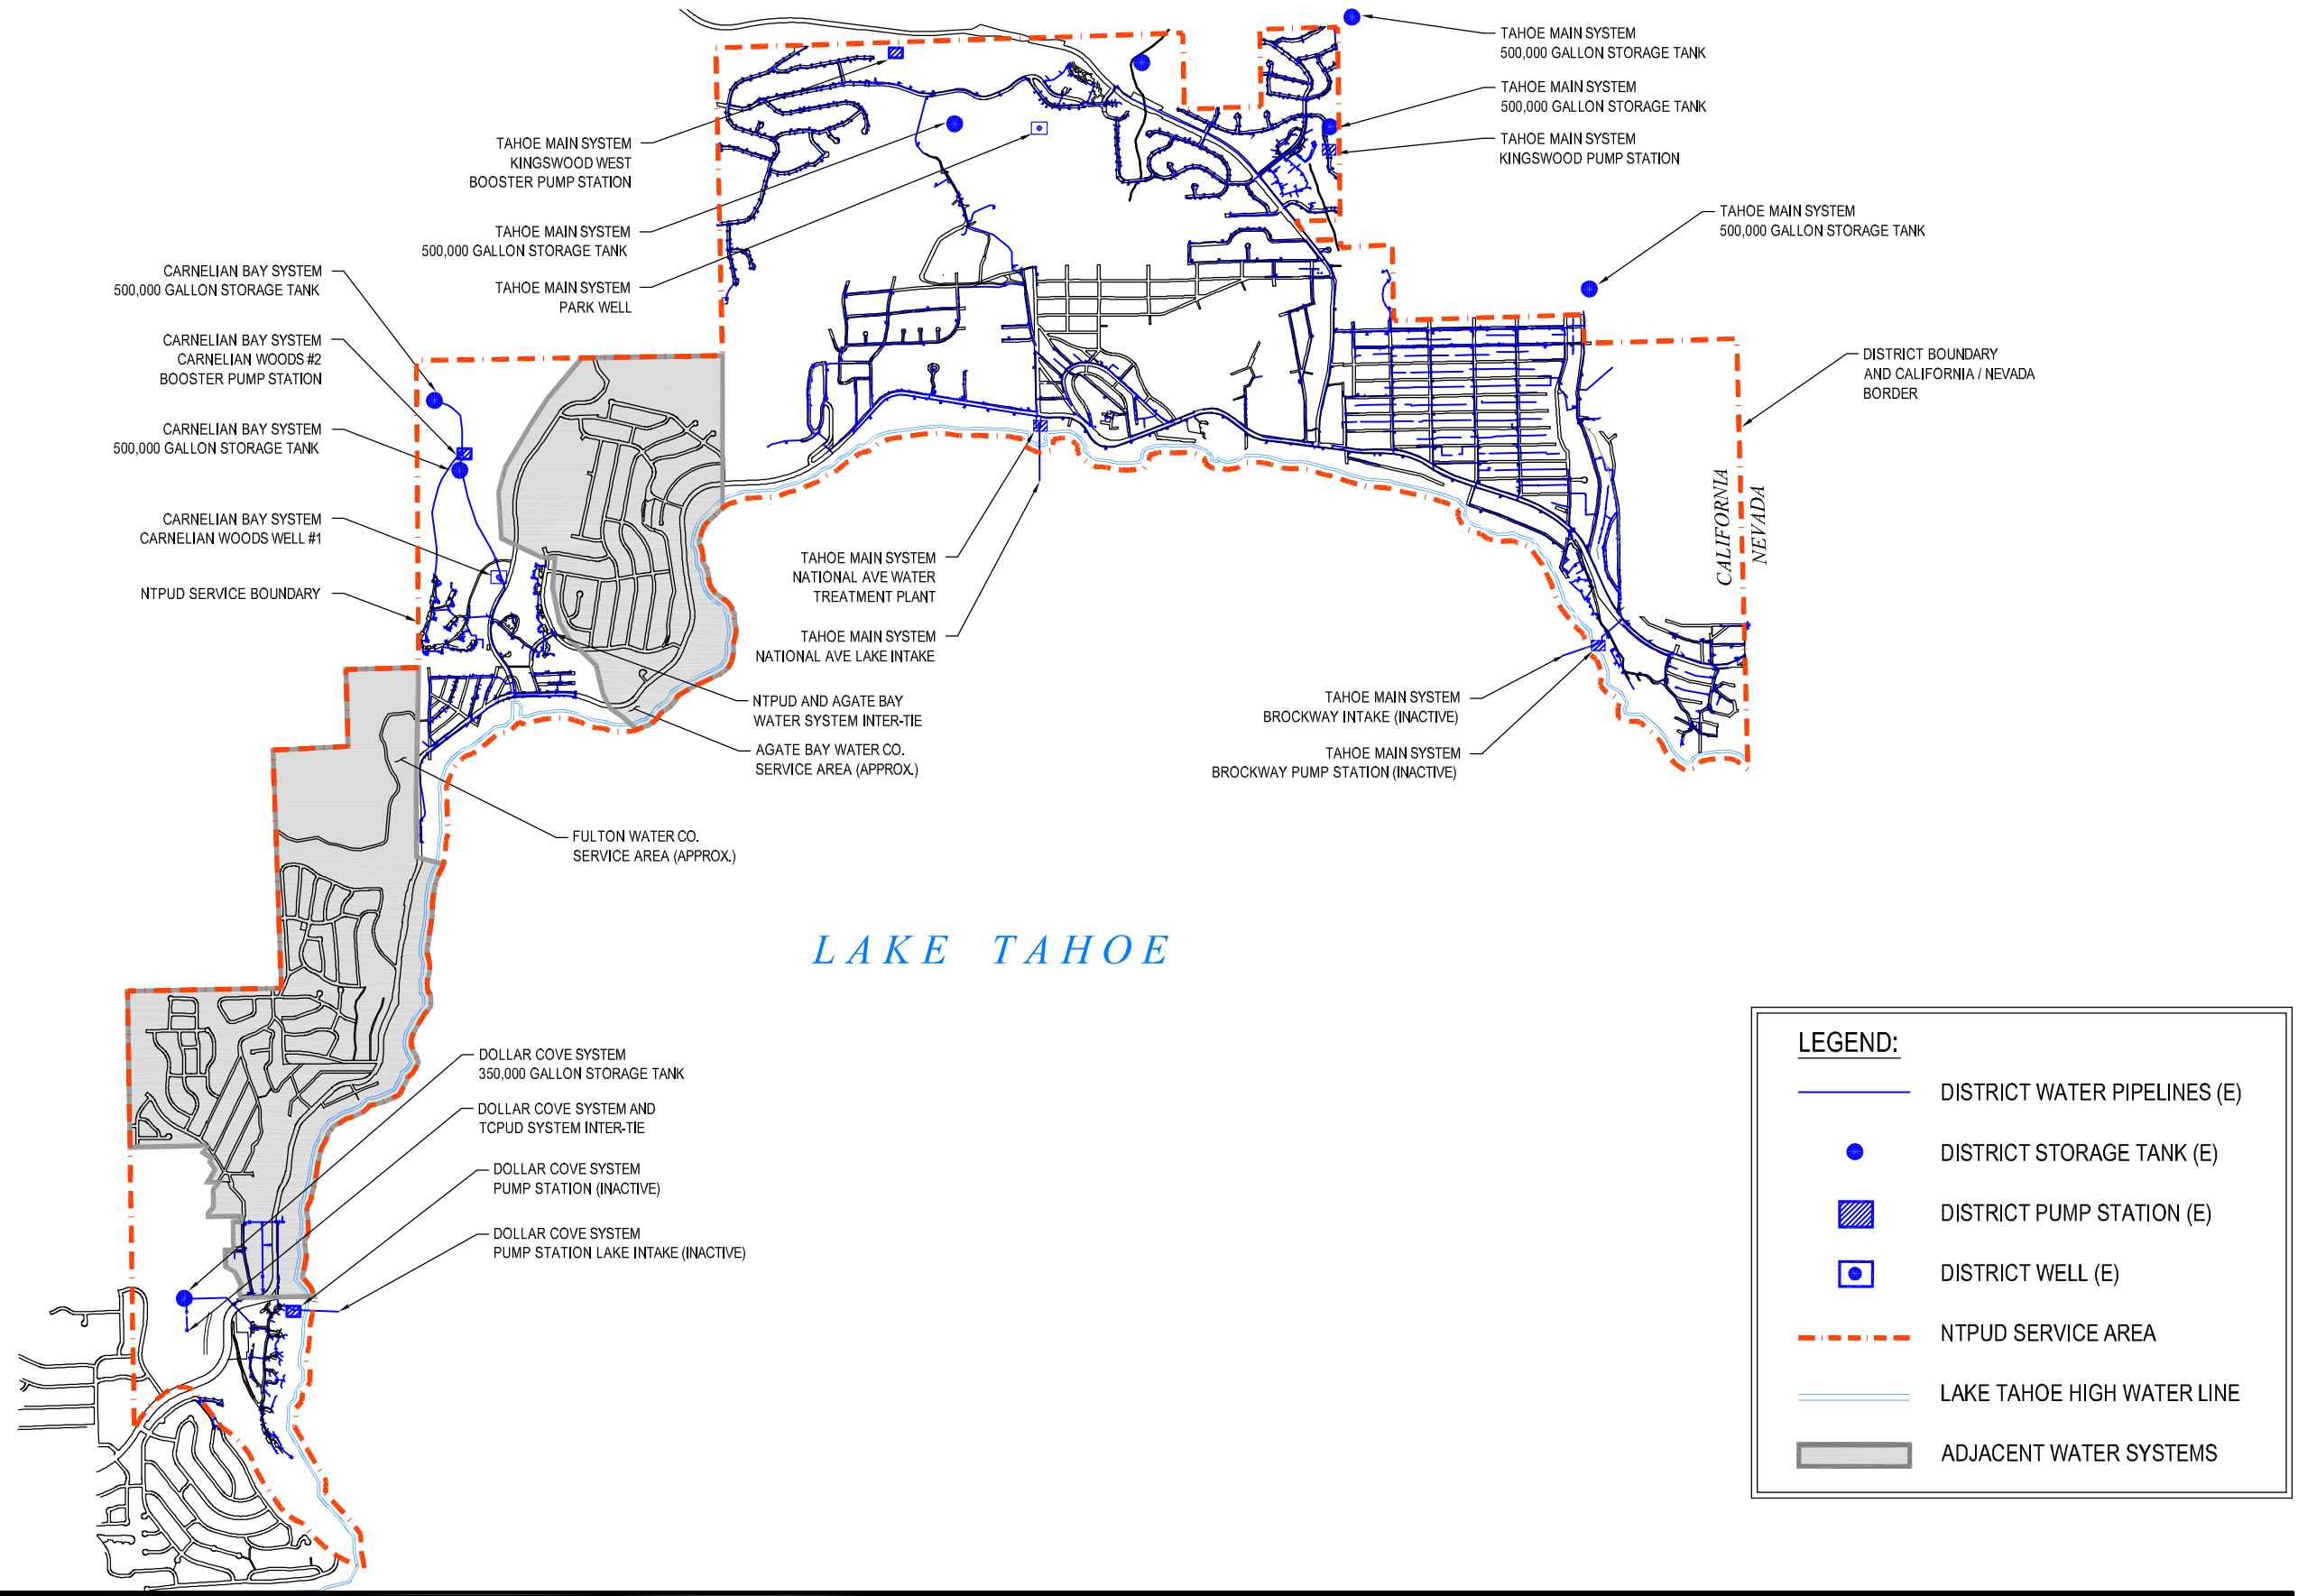 TAHOE MAIN SYSTEM
500,000 GALLON STORAGE TANK
TAHOE MAIN SYSTEM
500,000 GALLON STORAGE TANK
TAHOE MAIN SYSTEM
KINGSWOOD PUMP STATION
TAHOE MAIN SYSTEM
KINGSWOOD WEST
BOOSTER PUMP STATION
TAHOE MAIN SYSTEM
500,000 GALLON STORAGE TANK
TAHOE MAIN SYSTEM
PARK WELL
TAHOE MAIN SYSTEM
500,000 GALLON STORAGE TANK
CARNELIAN BAY SYSTEM
500,000 GALLON STORAGE TANK
CARNELIAN BAY SYSTEM
CARNELIAN WOODS #2
BOOSTER PUMP STATION
CARNELIAN BAY SYSTEM
500,000 GALLON STORAGE TANK
CARNELIAN BAY SYSTEM
CARNELIAN WOODS WELL #1
NTPUD SERVICE BOUNDARY
DISTRICT BOUNDARY
AND CALIFORNIA / NEVADA
BORDER
CALIFORNIA
NEVADA
TAHOE MAIN SYSTEM
NATIONAL AVE WATER
TREATMENT PLANT
TAHOE MAIN SYSTEM
NATIONAL AVE LAKE INTAKE
NTPUD AND AGATE BAY
WATER SYSTEM INTER-TIE
AGATE BAY WATER CO.
SERVICE AREA (APPROX.)
TAHOE MAIN SYSTEM
BROCKWAY INTAKE (INACTIVE)
TAHOE MAIN SYSTEM
BROCKWAY PUMP STATION (INACTIVE)
FULTON WATER CO.
SERVICE AREA (APPROX.)
LAKE TAHOE
DOLLAR COVE SYSTEM
350,000 GALLON STORAGE TANK
DOLLAR COVE SYSTEM AND
TCPUD SYSTEM INTER-TIE
DOLLAR COVE SYSTEM
PUMP STATION (INACTIVE)
DOLLAR COVE SYSTEM
PUMP STATION LAKE INTAKE (INACTIVE)
LEGEND:
DISTRICT WATER PIPELINES (E)
DISTRICT STORAGE TANK (E)
DISTRICT PUMP STATION (E)
DISTRICT WELL (E)
NTPUD SERVICE AREA
LAKE TAHOE HIGH WATER LINE
ADJACENT WATER SYSTEMS